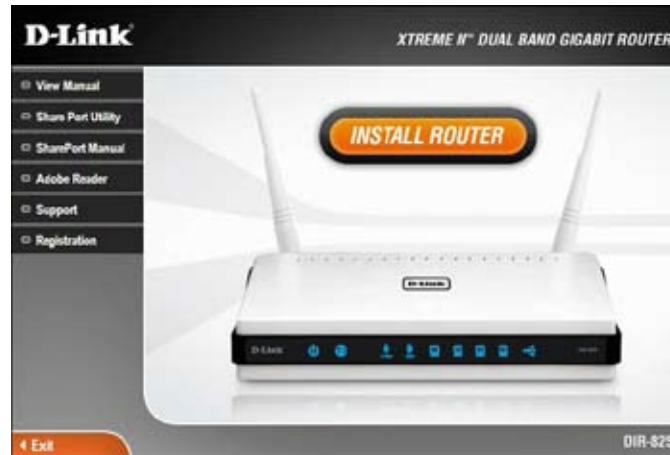 D-Link
XTREME N™ DUAL BAND GIGABIT ROUTER
View Manual
Share Port Utility
SharePort Manual
Adobe Reader
Support
Registration
INSTALL ROUTER
D-Link
D-Link
Exit
DIR-825